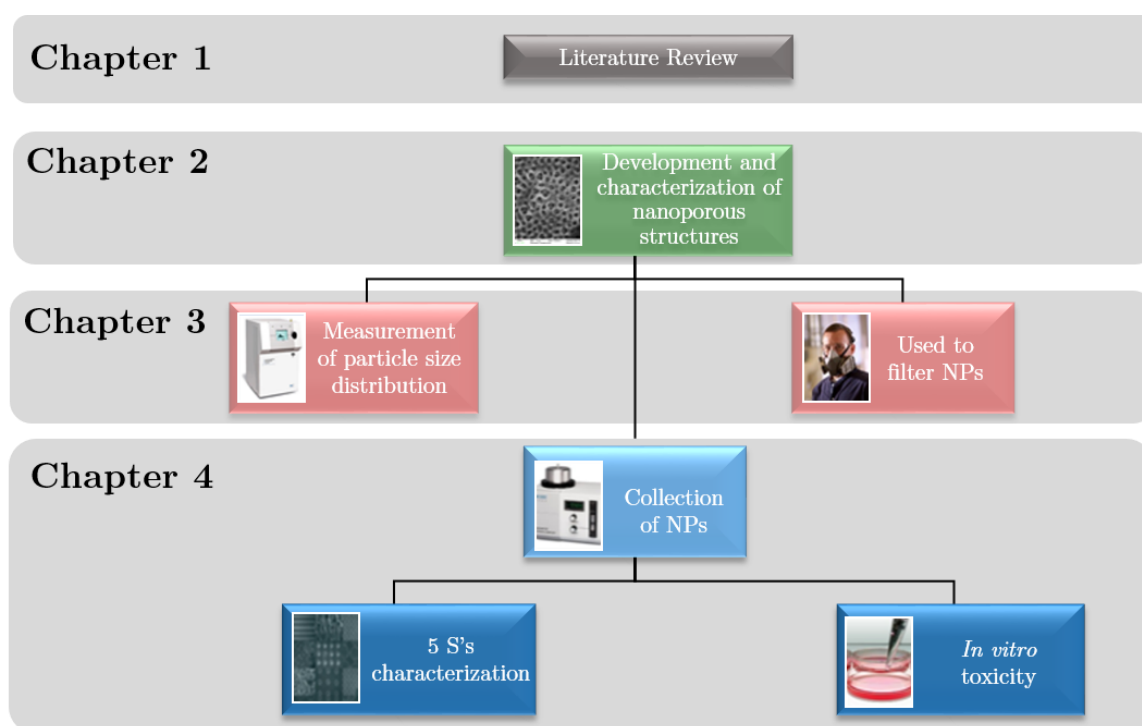 Chapter 1
Literature Review
Chapter 2
Development and
characterization of
nanoporous
structures
Chapter 3
Measurement
of particle size
distribution
Used to
filter NPs
Chapter 4
Collection
of NPs
5 S's
characterization
In vitro
toxicity